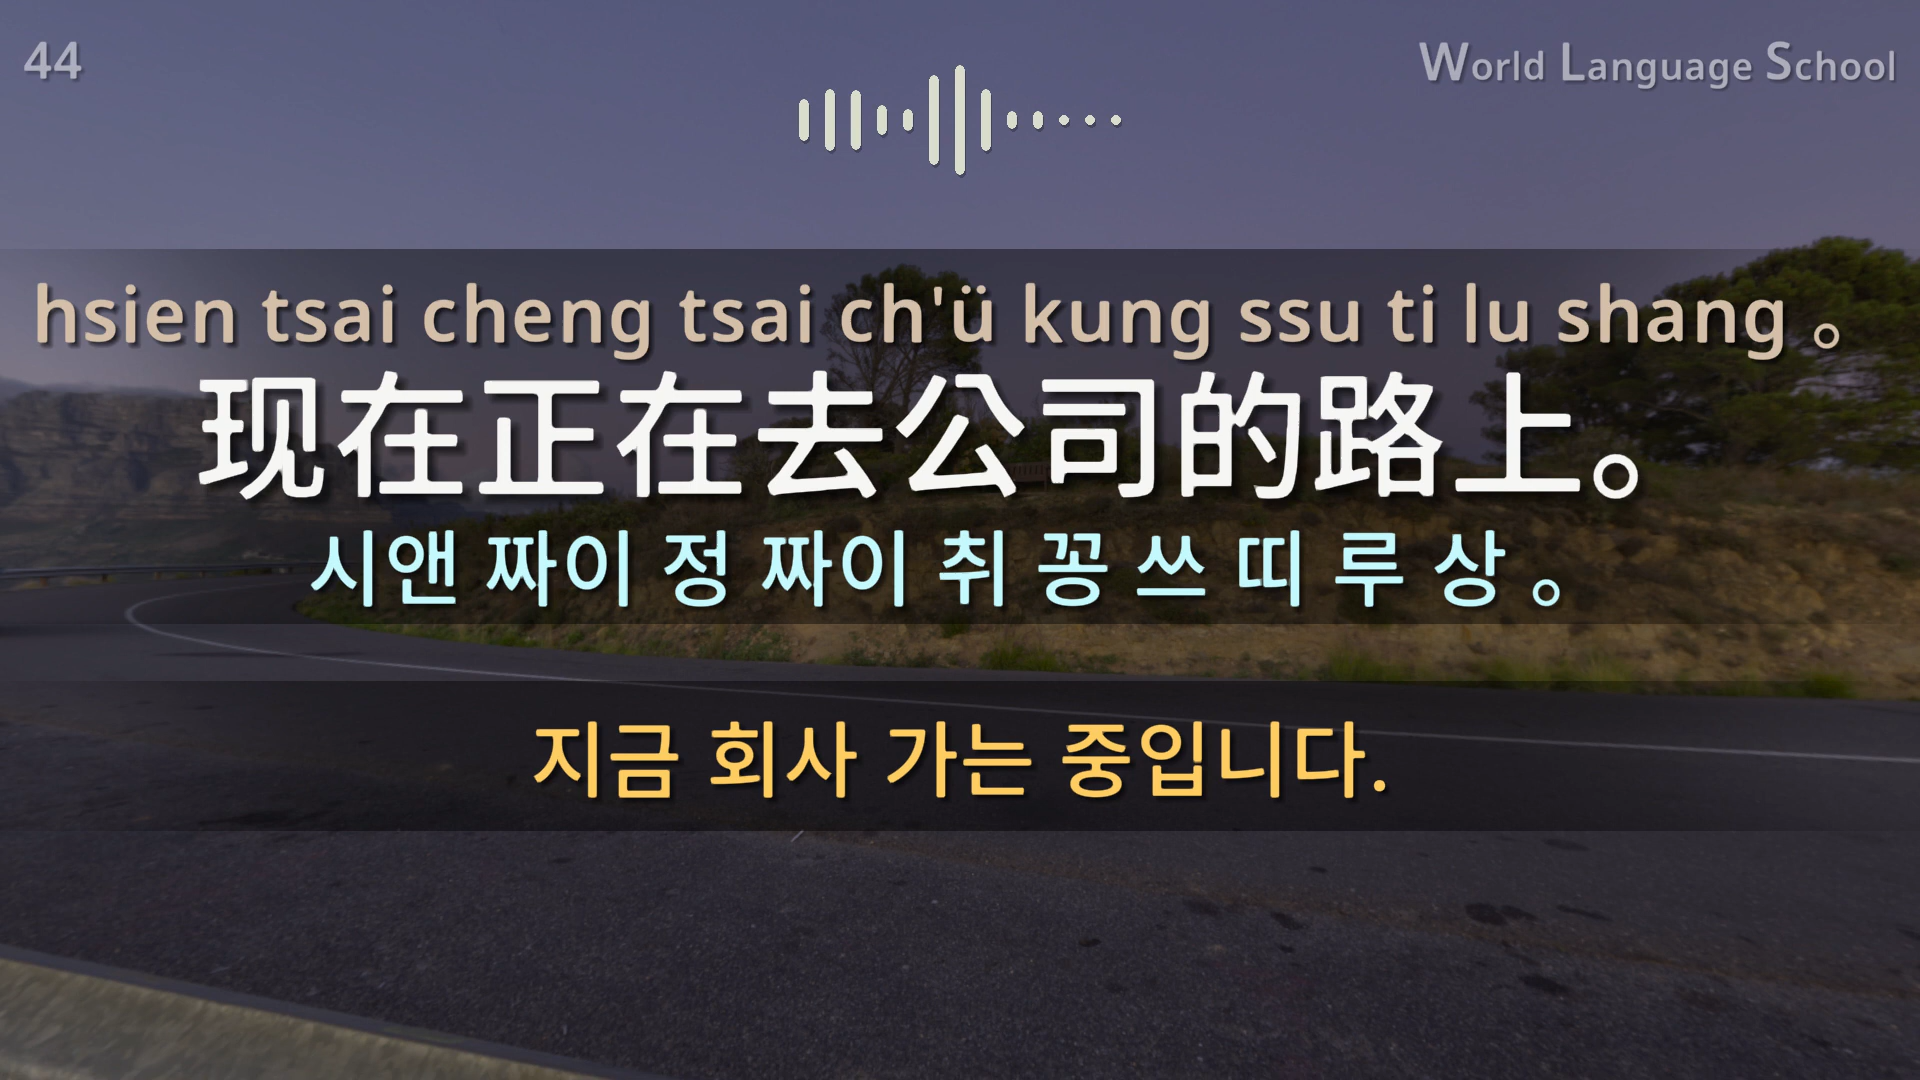 44
World Language School
hsien tsai cheng tsai ch'ü kung ssu ti lu shang 。
现在正在去公司的路上。
시앤 짜이 정 짜이 취 꽁 쓰 띠 루 상 。
지금 회사 가는 중입니다.